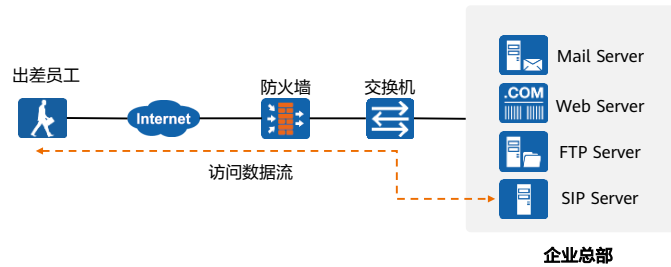 出差员工
Internet
防火墙
交换机
访问数据流
Mail Server
.COM
Web Server
FTP Server
SIP Server
企业总部